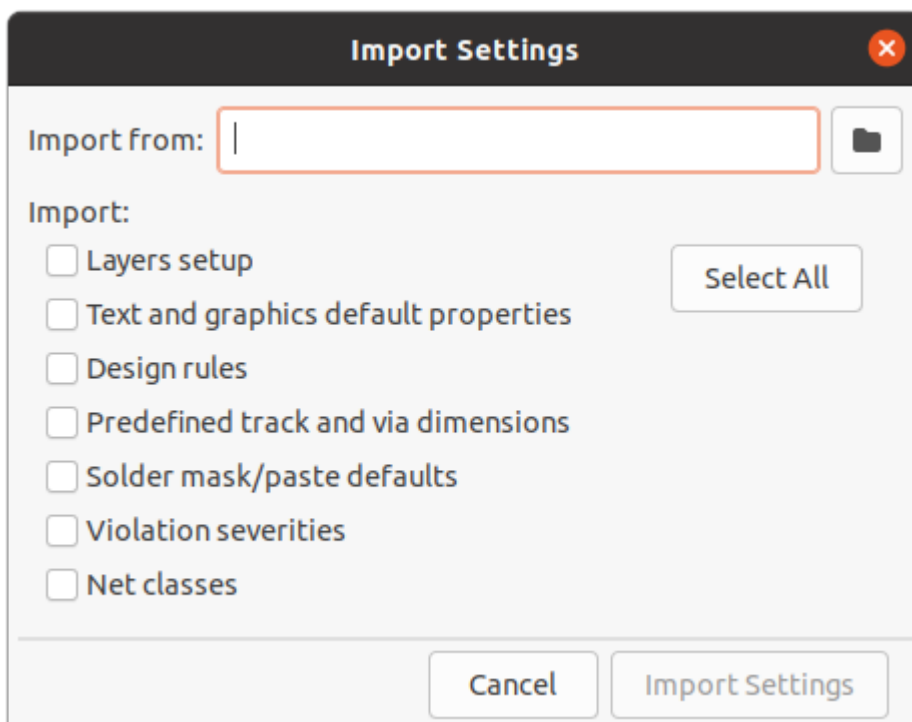 Import Settings
Import from:
Import:
Layers setup
Select All
Text and graphics default properties
Design rules
Predefined track and via dimensions
Solder mask/paste defaults
Violation severities
Net classes
Cancel
Import Settings